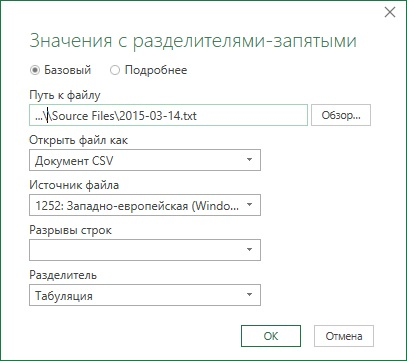 Значения с разделителями-запятыми
Базовый Подробнее
Путь к файлу
...\\Source Files\2015-03-14.txt Обзор...
Открыть файл как
Документ CSV
Источник файла
1252: Западно-европейская (Windo...
Разрывы строк
Разделитель
Табуляция
ОК Отмена